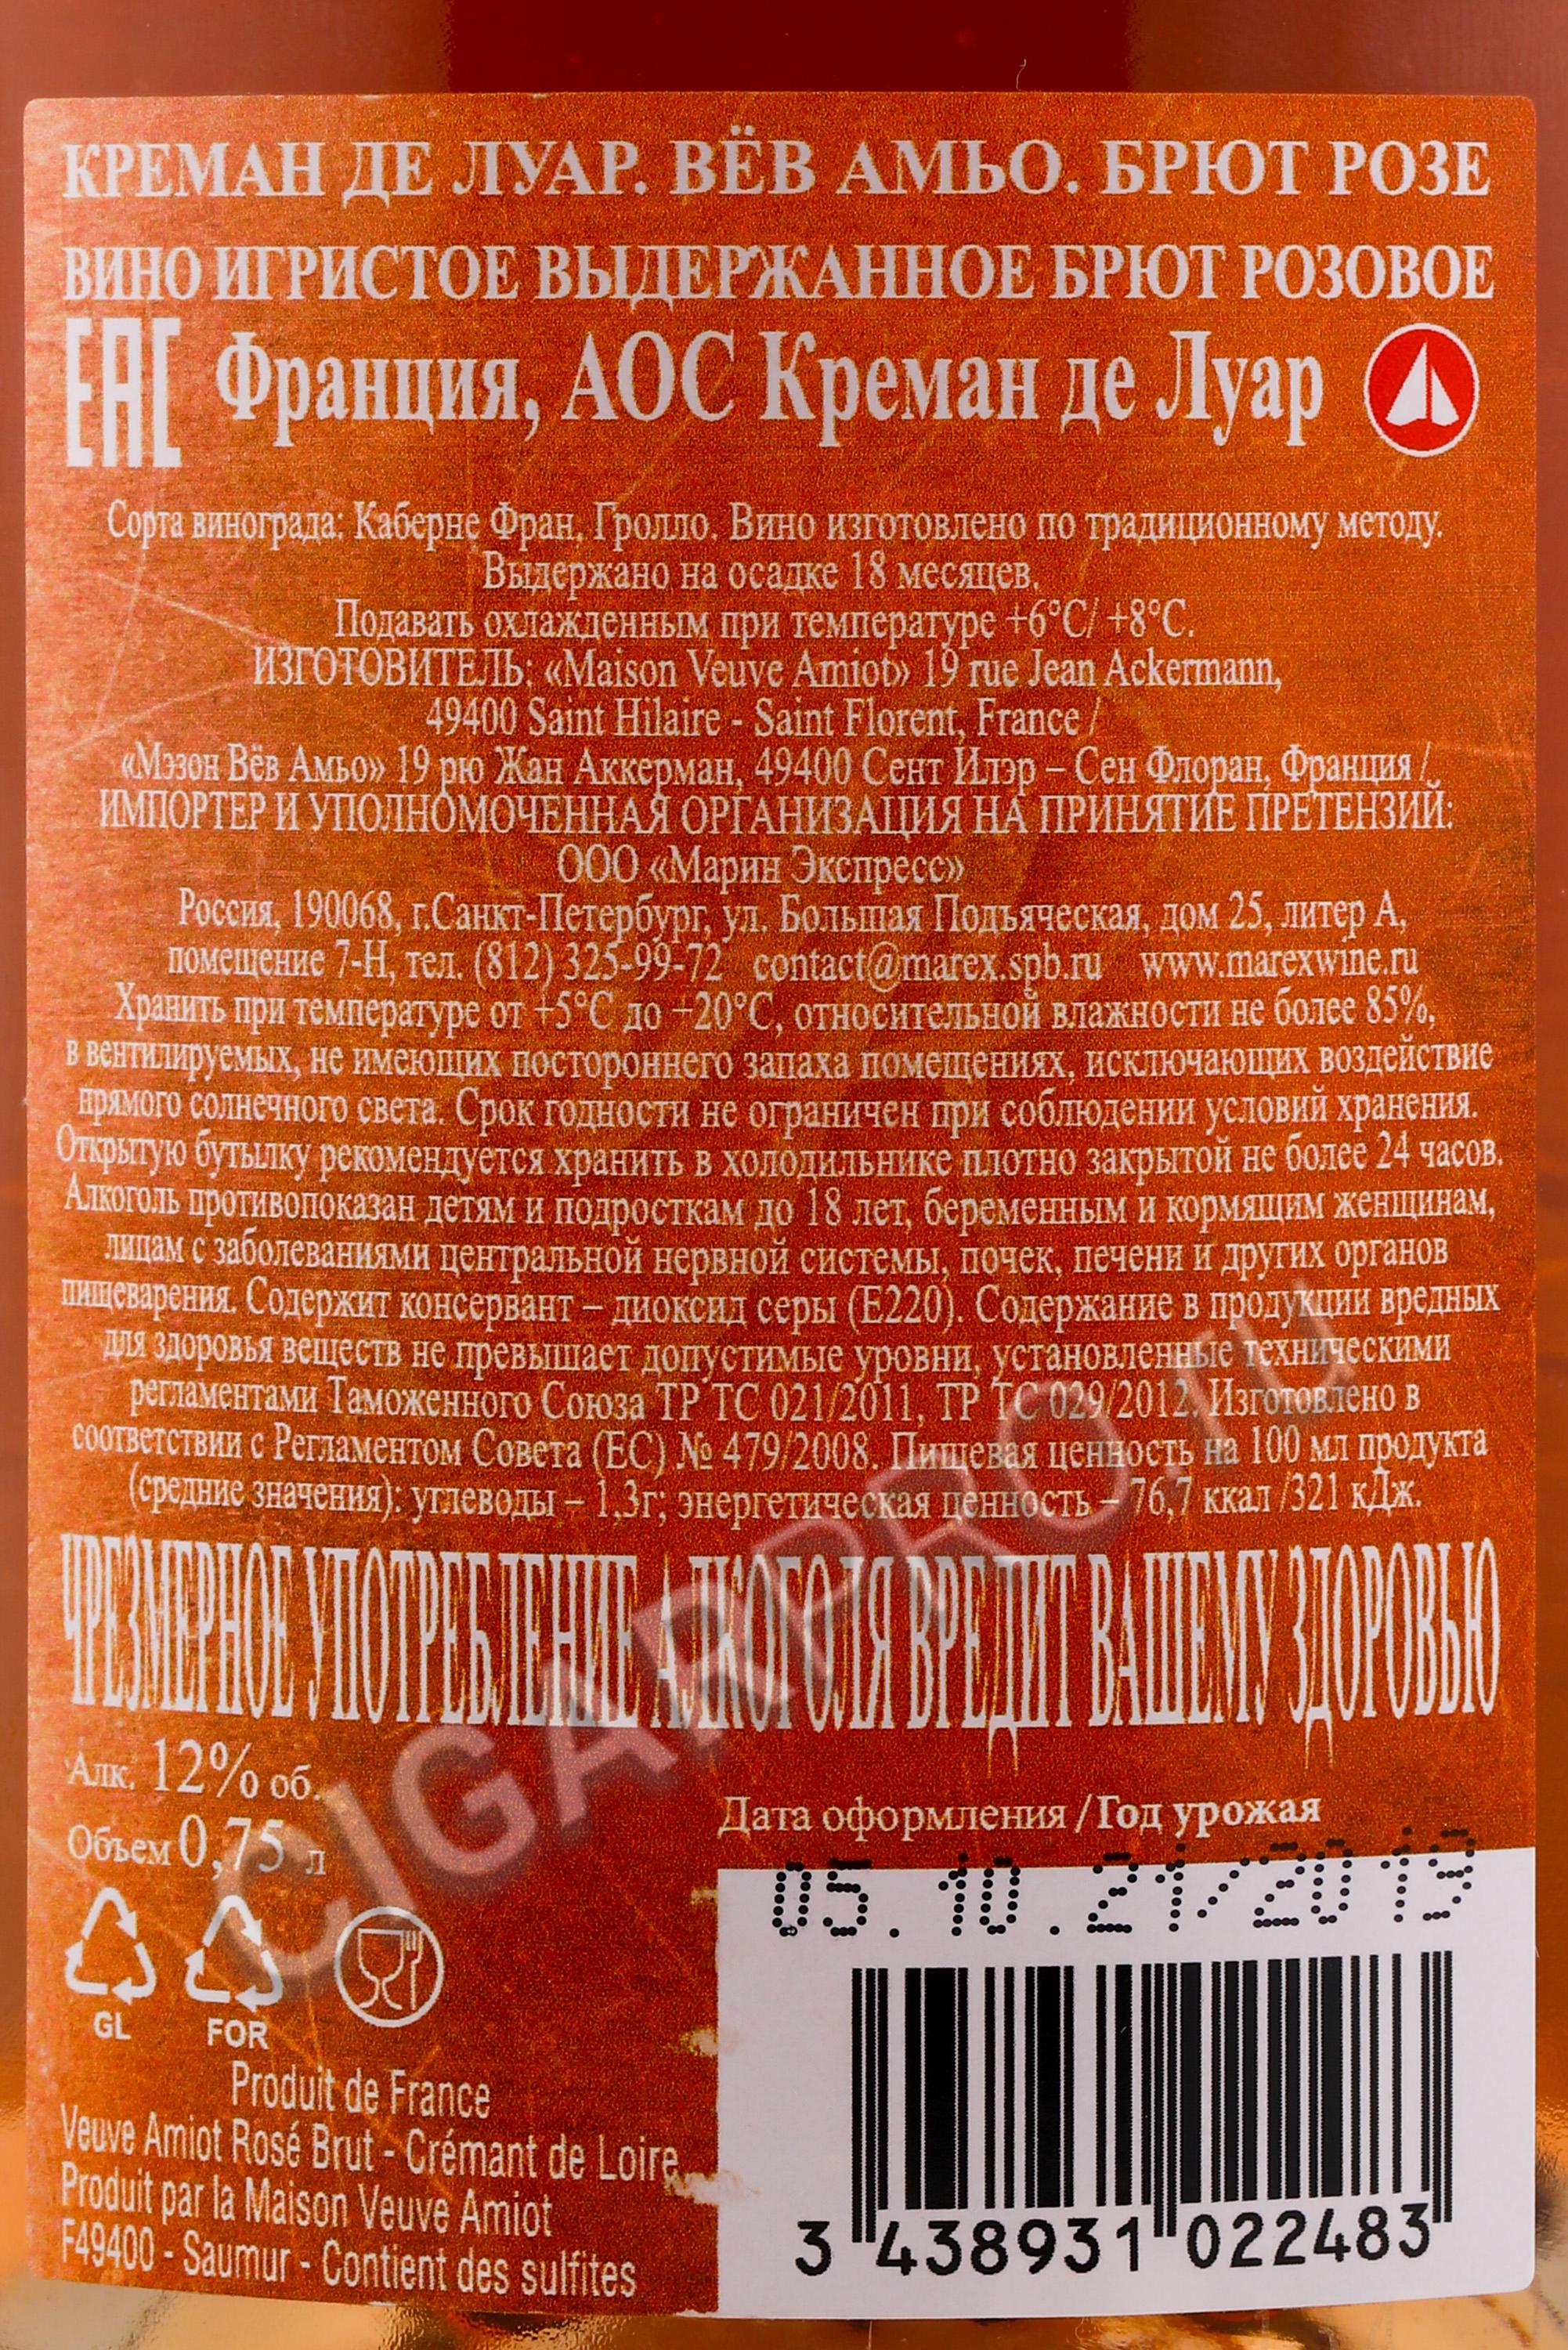 КРЕМАН ДЕ ЛУАР. ВЁВ АМЬО. БРЮТ РОЗЕ
ВИНО ИГРИСТОЕ ВЫДЕРЖАННОЕ БРЮТ РОЗОВОЕ
ЕАС Франция, АОС Креман де Луар
Сорта винограда: Каберне Фран, Гролло. Вино изготовлено по традиционному методу.
Выдержано на осадке 18 месяцев.
Подавать охлажденным при температуре +6°C/ +8°C.
ИЗГОТОВИТЕЛЬ: «Maison Veuve Amiot» 19 rue Jean Ackermann,
49400 Saint Hilaire - Saint Florent, France /
«Мэзон Вёв Амьо» 19 рю Жан Аккерман, 49400 Сент Илэр – Сен Флоран, Франция /
ИМПОРТЕР И УПОЛНОМОЧЕННАЯ ОРГАНИЗАЦИЯ НА ПРИНЯТИЕ ПРЕТЕНЗИЙ:
ООО «Марин Экспресс»
Россия, 190068, г.Санкт-Петербург, ул. Большая Подъяческая, дом 25, литер А,
помещение 7-Н, тел. (812) 325-99-72 contact@marex.spb.ru www.marexwine.ru
Хранить при температуре от +5°C до +20°C, относительной влажности не более 85%,
в вентилируемых, не имеющих постороннего запаха помещениях, исключающих воздействие
прямого солнечного света. Срок годности не ограничен при соблюдении условий хранения.
Открытую бутылку рекомендуется хранить в холодильнике плотно закрытой не более 24 часов.
Алкоголь противопоказан детям и подросткам до 18 лет, беременным и кормящим женщинам,
лицам с заболеваниями центральной нервной системы, почек, печени и других органов
пищеварения. Содержит консервант – диоксид серы (Е220). Содержание в продукции вредных
для здоровья веществ не превышает допустимые уровни, установленные техническими
регламентами Таможенного Союза ТР ТС 021/2011, ТР ТС 029/2012. Изготовлено в
соответствии с Регламентом Совета (ЕС) № 479/2008. Пищевая ценность на 100 мл продукта
(средние значения): углеводы – 1,3г; энергетическая ценность – 76,7 ккал /321 кДж.
ЧРЕЗМЕРНОЕ УПОТРЕБЛЕНИЕ АЛКОГОЛЯ ВРЕДИТ ВАШЕМУ ЗДОРОВЬЮ
Алк. 12% об.
Объем 0,75 л
GL FOR
Produit de France
Veuve Amiot Rosé Brut - Crémant de Loire
Produit par la Maison Veuve Amiot
F49400 - Saumur - Contient des sulfites
Дата оформления / Год урожая
05.10.21/2019
3 438931 022483
CIGARPRO.ru